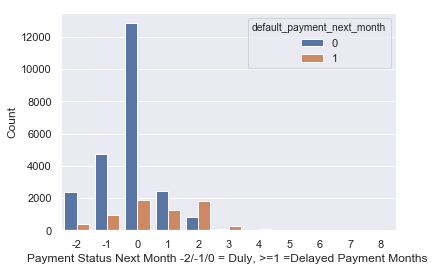 default_payment_next_month
0
1
12000
10000
8000
6000
4000
2000
0
Count
-2 -1 0 1 2 3 4 5 6 7 8
Payment Status Next Month -2/-1/0 = Duly, >=1 =Delayed Payment Months